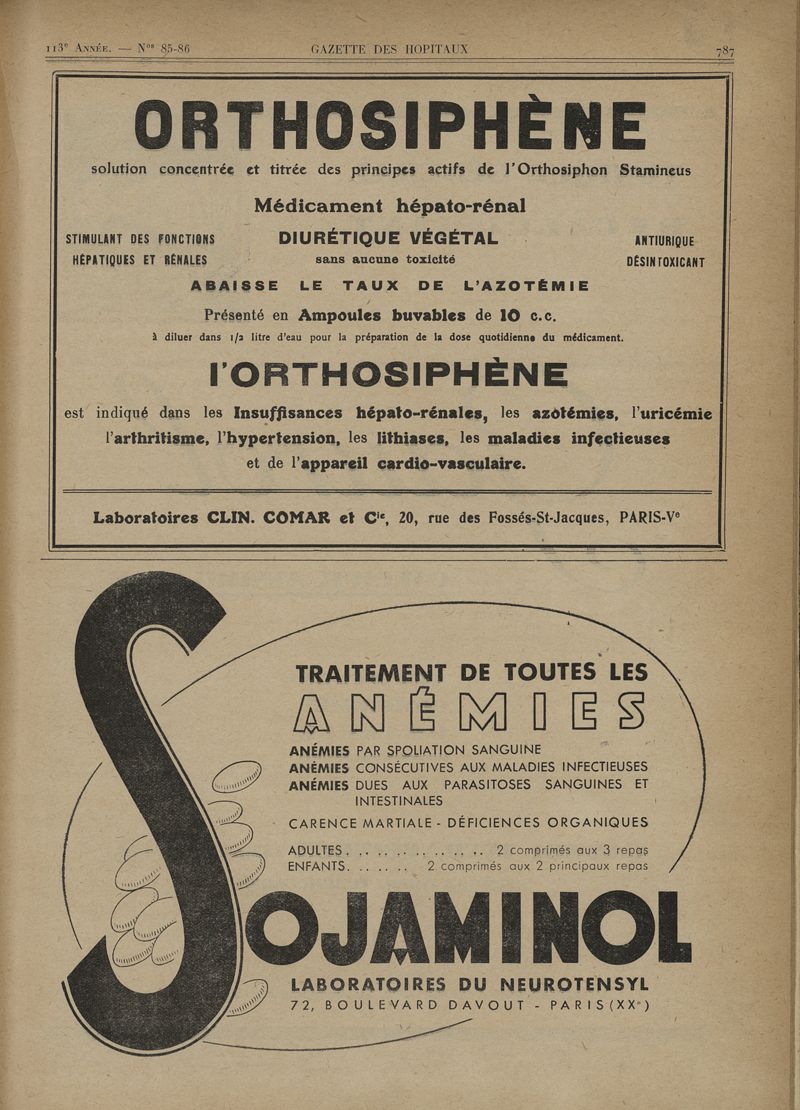 113e ANNÉE. — Nos 85-86 GAZETTE DES HOPITAUX 787
ORTHOSIPHÈNE
solution concentrée et titrée des principes actifs de l'Orthosiphon Stamineus
Médicament hépato-rénal
STIMULANT DES FONCTIONS DIURÉTIQUE VÉGÉTAL ANTIURIQUE
HÉPATIQUES ET RÉNALES sans aucune toxicité DÉSINTOXICANT
ABAISSE LE TAUX DE L'AZOTÉMIE
Présenté en Ampoules buvables de 10 c.c.
à diluer dans 1/2 litre d'eau pour la préparation de la dose quotidienne du médicament.
l'ORTHOSIPHÈNE
est indiqué dans les Insuffisances hépato-rénales, les azotémies, l'uricémie
l'arthritisme, l'hypertension, les lithiases, les maladies infectieuses
et de l'appareil cardio-vasculaire.
Laboratoires CLIN. COMAR et Cie, 20, rue des Fossés-St-Jacques, PARIS-Ve
TRAITEMENT DE TOUTES LES
ANÉMIES
ANÉMIES PAR SPOLIATION SANGUINE
ANÉMIES CONSÉCUTIVES AUX MALADIES INFECTIEUSES
ANÉMIES DUES AUX PARASITOSES SANGUINES ET
INTESTINALES
CARENCE MARTIALE - DÉFICIENCES ORGANIQUES
ADULTES. .. .. .. .. .. .. .. 2 comprimés aux 3 repas
ENFANTS. .. .. .. 2 comprimés aux 2 principaux repas
SOJAMINOL
LABORATOIRES DU NEUROTENSYL
72, BOULEVARD DAVOUT - PARIS (XXe)